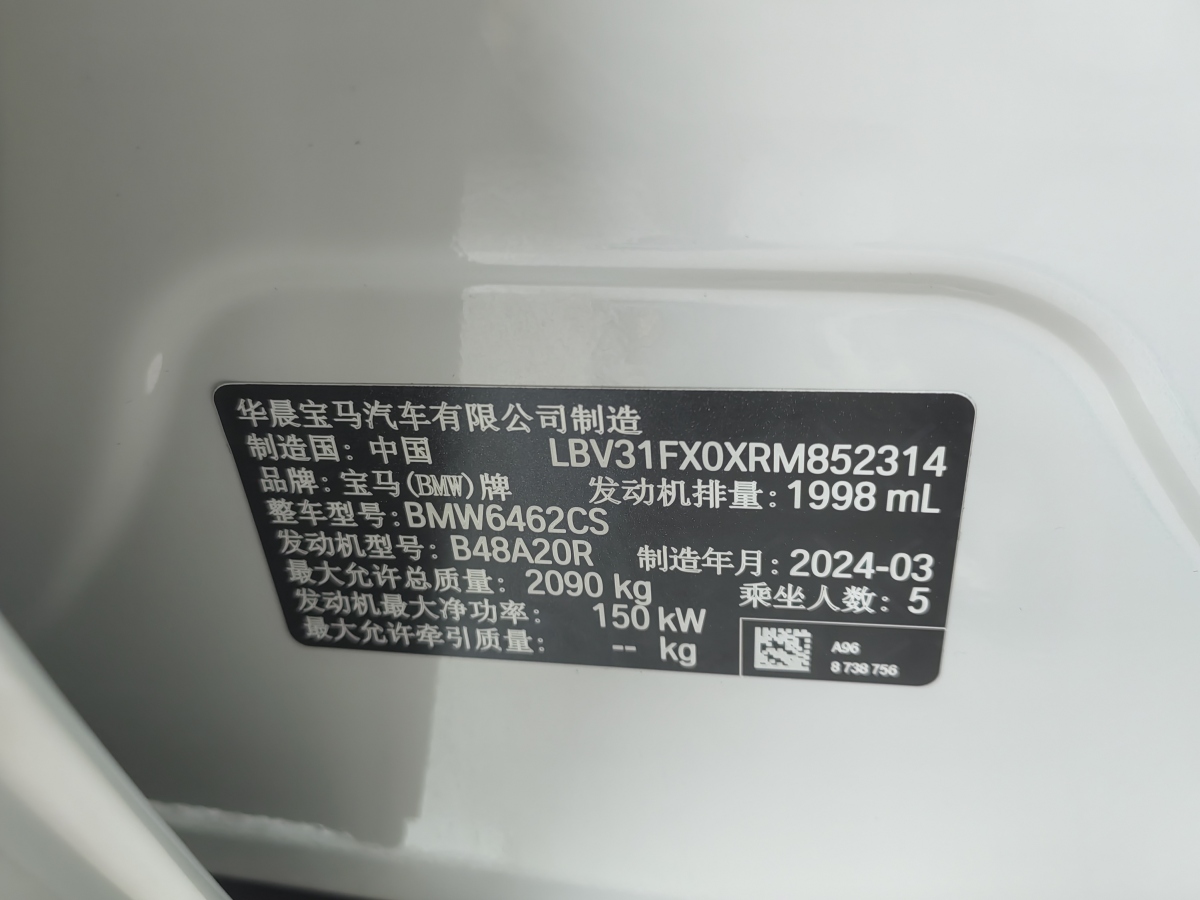 华晨宝马汽车有限公司制造
制造国：中国 LBV31FX0XRM852314
品牌：宝马(BMW)牌 发动机排量：1998 mL
整车型号：BMW6462CS
发动机型号：B48A20R 制造年月：2024-03
最大允许总质量：2090 kg 乘坐人数：5
发动机最大净功率：150 kW
最大允许牵引质量：-- kg
A96
8 738 756